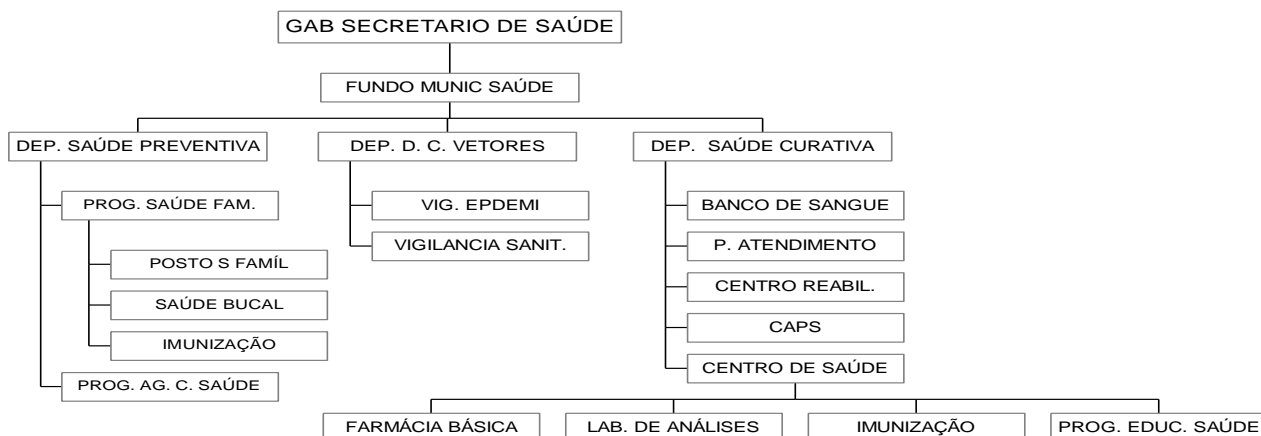 GAB SECRETARIO DE SAÚDE
FUNDO MUNIC SAÚDE
DEP. SAÚDE PREVENTIVA
DEP. D. C. VETORES
DEP. SAÚDE CURATIVA
PROG. SAÚDE FAM.
VIG. EPDEMI
BANCO DE SANGUE
VIGILANCIA SANIT.
P. ATENDIMENTO
POSTO S FAMÍL
SAÚDE BUCAL
CENTRO REABIL.
IMUNIZAÇÃO
CAPS
PROG. AG. C. SAÚDE
CENTRO DE SAÚDE
FARMÁCIA BÁSICA
LAB. DE ANÁLISES
IMUNIZAÇÃO
PROG. EDUC. SAÚDE